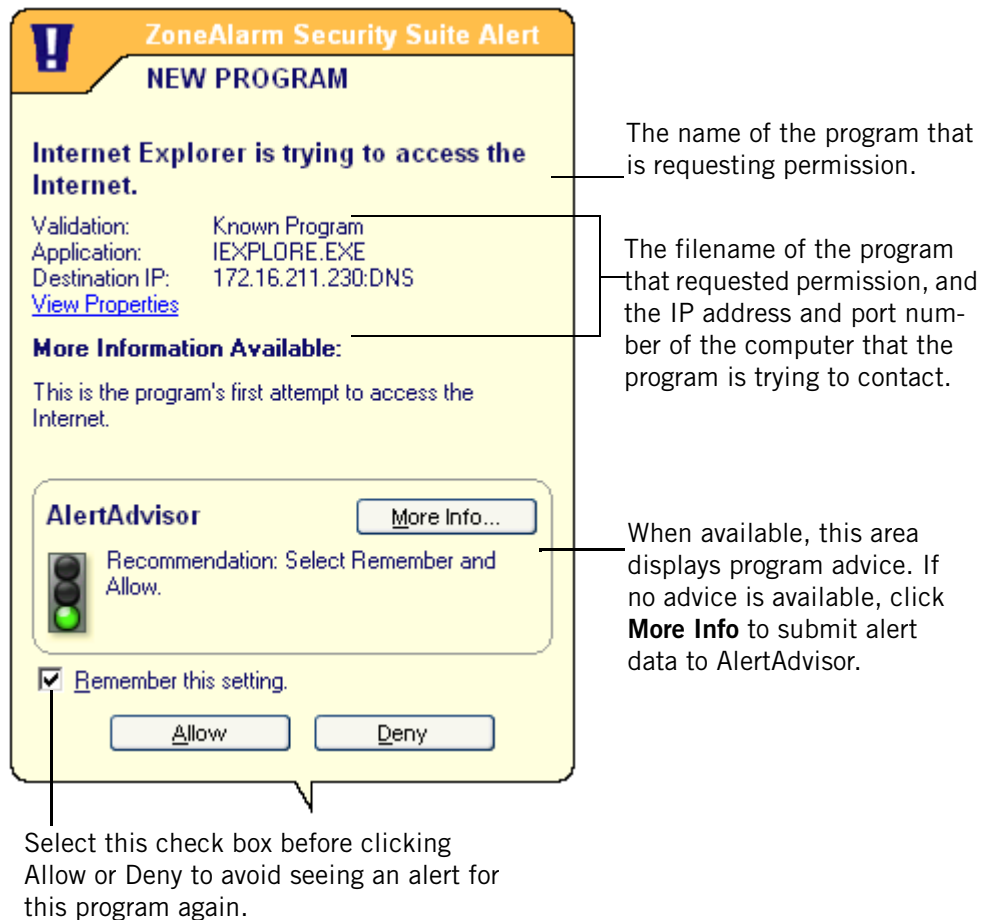 ZoneAlarm Security Suite Alert
NEW PROGRAM
Internet Explorer is trying to access the
Internet.
Validation: Known Program
Application: IEXPLORE.EXE
Destination IP: 172.16.211.230:DNS
View Properties
More Information Available:
This is the program's first attempt to access the
Internet.
AlertAdvisor
More Info...
Recommendation: Select Remember and
Allow.
Remember this setting.
Allow
Deny
The name of the program that
is requesting permission.
The filename of the program
that requested permission, and
the IP address and port num-
ber of the computer that the
program is trying to contact.
When available, this area
displays program advice. If
no advice is available, click
More Info to submit alert
data to AlertAdvisor.
Select this check box before clicking
Allow or Deny to avoid seeing an alert for
this program again.